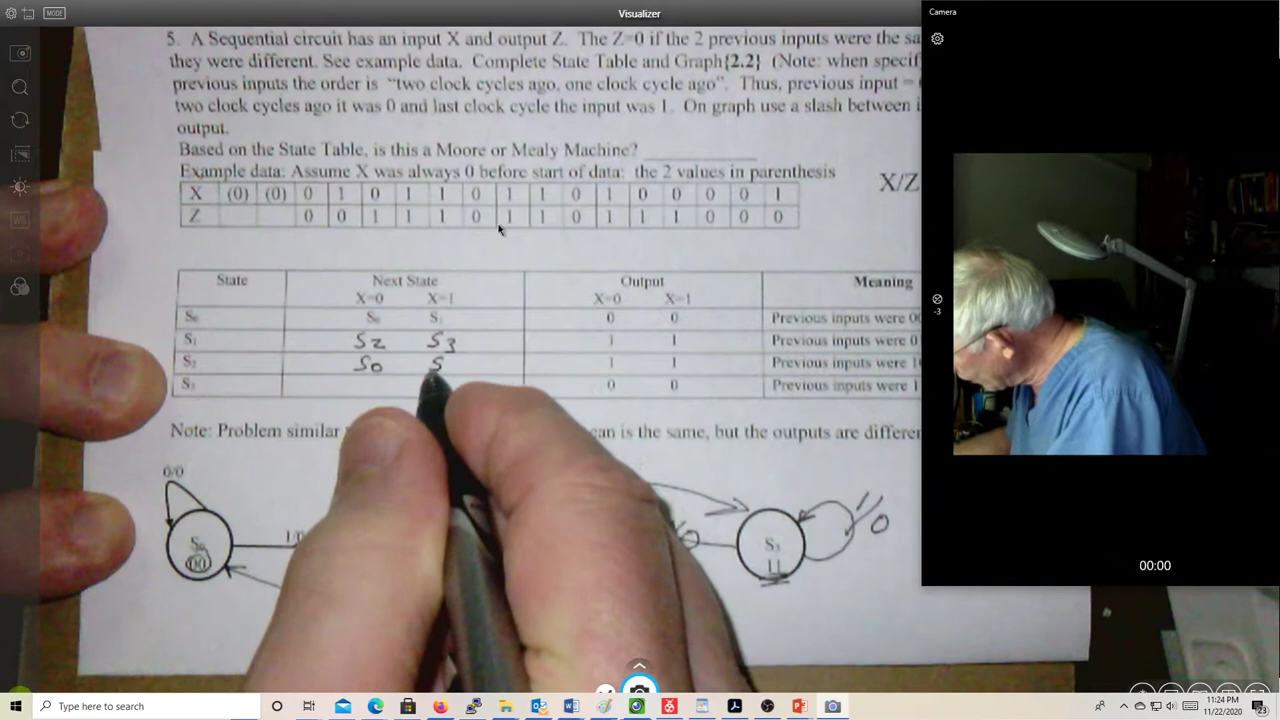 MODE
Visualizer
Camera
5. A Sequential circuit has an input X and output Z. The Z=0 if the 2 previous inputs were the sa
they were different. See example data. Complete State Table and Graph{2.2} (Note: when specif
previous inputs the order is "two clock cycles ago, one clock cycle ago". Thus, previous input =
two clock cycles ago it was 0 and last clock cycle the input was 1. On graph use a slash between i
output.
Based on the State Table, is this a Moore or Mealy Machine?
Example data: Assume X was always 0 before start of data: the 2 values in parenthesis
X/Z
X (0) (0) 0 1 0 1 1 0 1 1 0 1 0 0 0 0 1
Z 0 0 1 1 1 0 1 1 0 1 1 1 0 0 0
State Next State Output Meaning
X=0 X=1 X=0 X=1
S0 S0 S1 0 0 Previous inputs were 00
S1 S2 S3 1 1 Previous inputs were 0
S2 S0 S 1 1 Previous inputs were 1
S3 0 0 Previous inputs were 1
Note: Problem similar an is the same, but the outputs are differen
0/0
S0
00
S3
11
-3
00:00
Type here to search
11:24 PM
11/22/2020
23